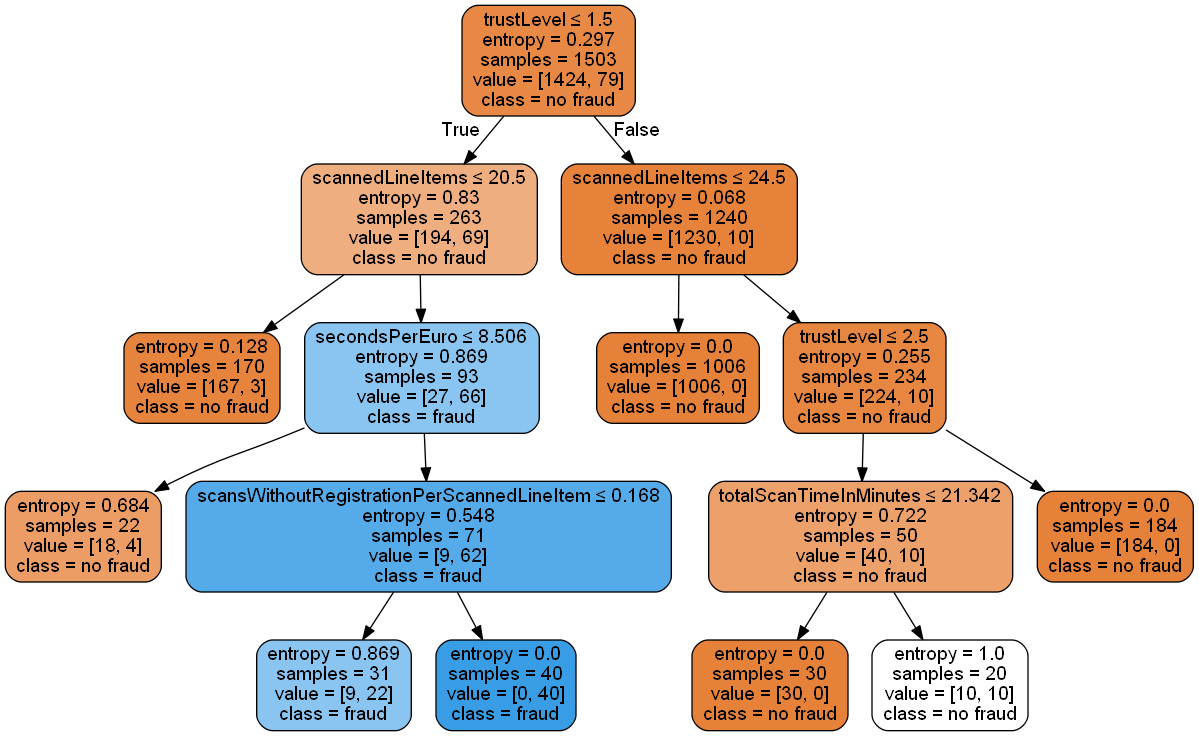 trustLevel ≤ 1.5
entropy = 0.297
samples = 1503
value = [1424, 79]
class = no fraud
True
False
scannedLineItems ≤ 20.5
entropy = 0.83
samples = 263
value = [194, 69]
class = no fraud
scannedLineItems ≤ 24.5
entropy = 0.068
samples = 1240
value = [1230, 10]
class = no fraud
entropy = 0.128
samples = 170
value = [167, 3]
class = no fraud
secondsPerEuro ≤ 8.506
entropy = 0.869
samples = 93
value = [27, 66]
class = fraud
entropy = 0.0
samples = 1006
value = [1006, 0]
class = no fraud
trustLevel ≤ 2.5
entropy = 0.255
samples = 234
value = [224, 10]
class = no fraud
entropy = 0.684
samples = 22
value = [18, 4]
class = no fraud
scansWithoutRegistrationPerScannedLineItem ≤ 0.168
entropy = 0.548
samples = 71
value = [9, 62]
class = fraud
totalScanTimeInMinutes ≤ 21.342
entropy = 0.722
samples = 50
value = [40, 10]
class = no fraud
entropy = 0.0
samples = 184
value = [184, 0]
class = no fraud
entropy = 0.869
samples = 31
value = [9, 22]
class = fraud
entropy = 0.0
samples = 40
value = [0, 40]
class = fraud
entropy = 0.0
samples = 30
value = [30, 0]
class = no fraud
entropy = 1.0
samples = 20
value = [10, 10]
class = no fraud